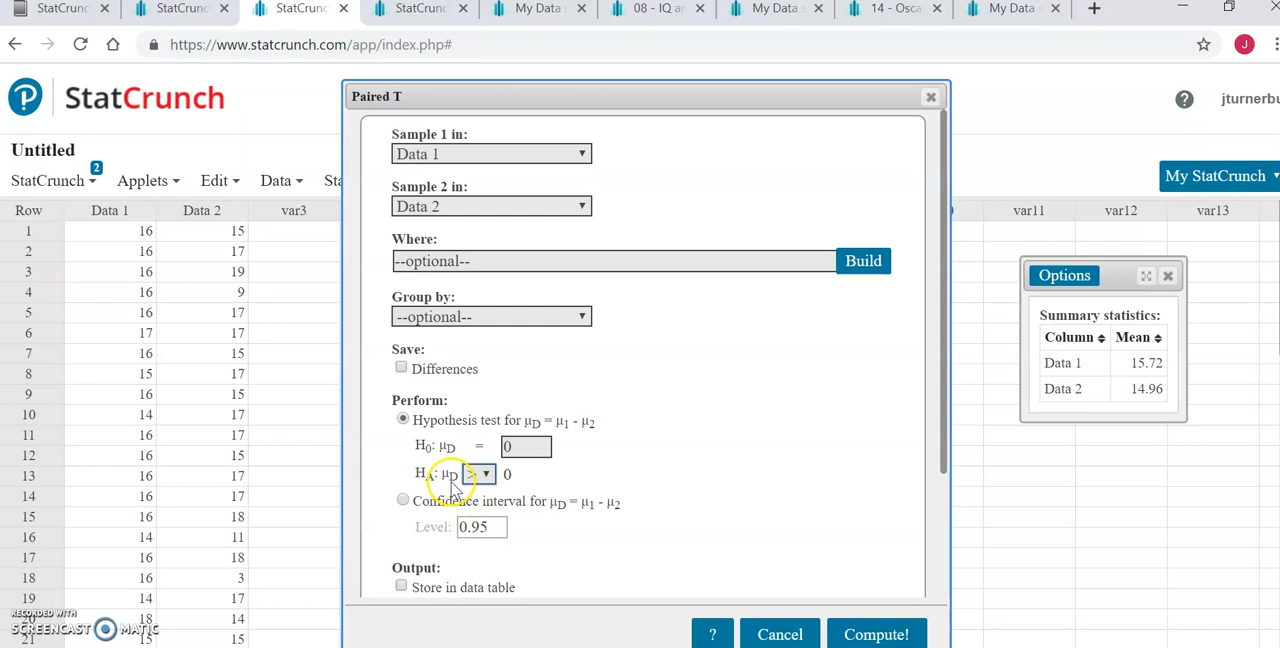 StatCrunch × StatCrunch × StatCrunch × StatCrunch × My Data × 08 - IQ an × My Data × 14 - Osca × My Data ×
https://www.statcrunch.com/app/index.php#
J
StatCrunch
jturnerbu
Paired T
Untitled
StatCrunch 2 Applets Edit Data
My StatCrunch
Row Data 1 Data 2 var3 var11 var12 var13
1 16 15
2 16 17
3 16 19
4 16 9
5 16 17
6 17 17
7 16 15
8 15 17
9 16 15
10 14 17
11 16 17
12 16 15
13 16 17
14 16 17
15 16 18
16 14 11
17 16 18
18 16 3
19 14 17
20 18 14
21 15 15
Sample 1 in:
Data 1
Sample 2 in:
Data 2
Where:
--optional--
Build
Group by:
--optional--
Save:
Differences
Perform:
Hypothesis test for μD = μ1 - μ2
H0: μD = 0
HA: μD > 0
Confidence interval for μD = μ1 - μ2
Level: 0.95
Output:
Store in data table
? Cancel Compute!
Options
Summary statistics:
Column Mean
Data 1 15.72
Data 2 14.96
RECORDED WITH
SCREENCAST MATIC